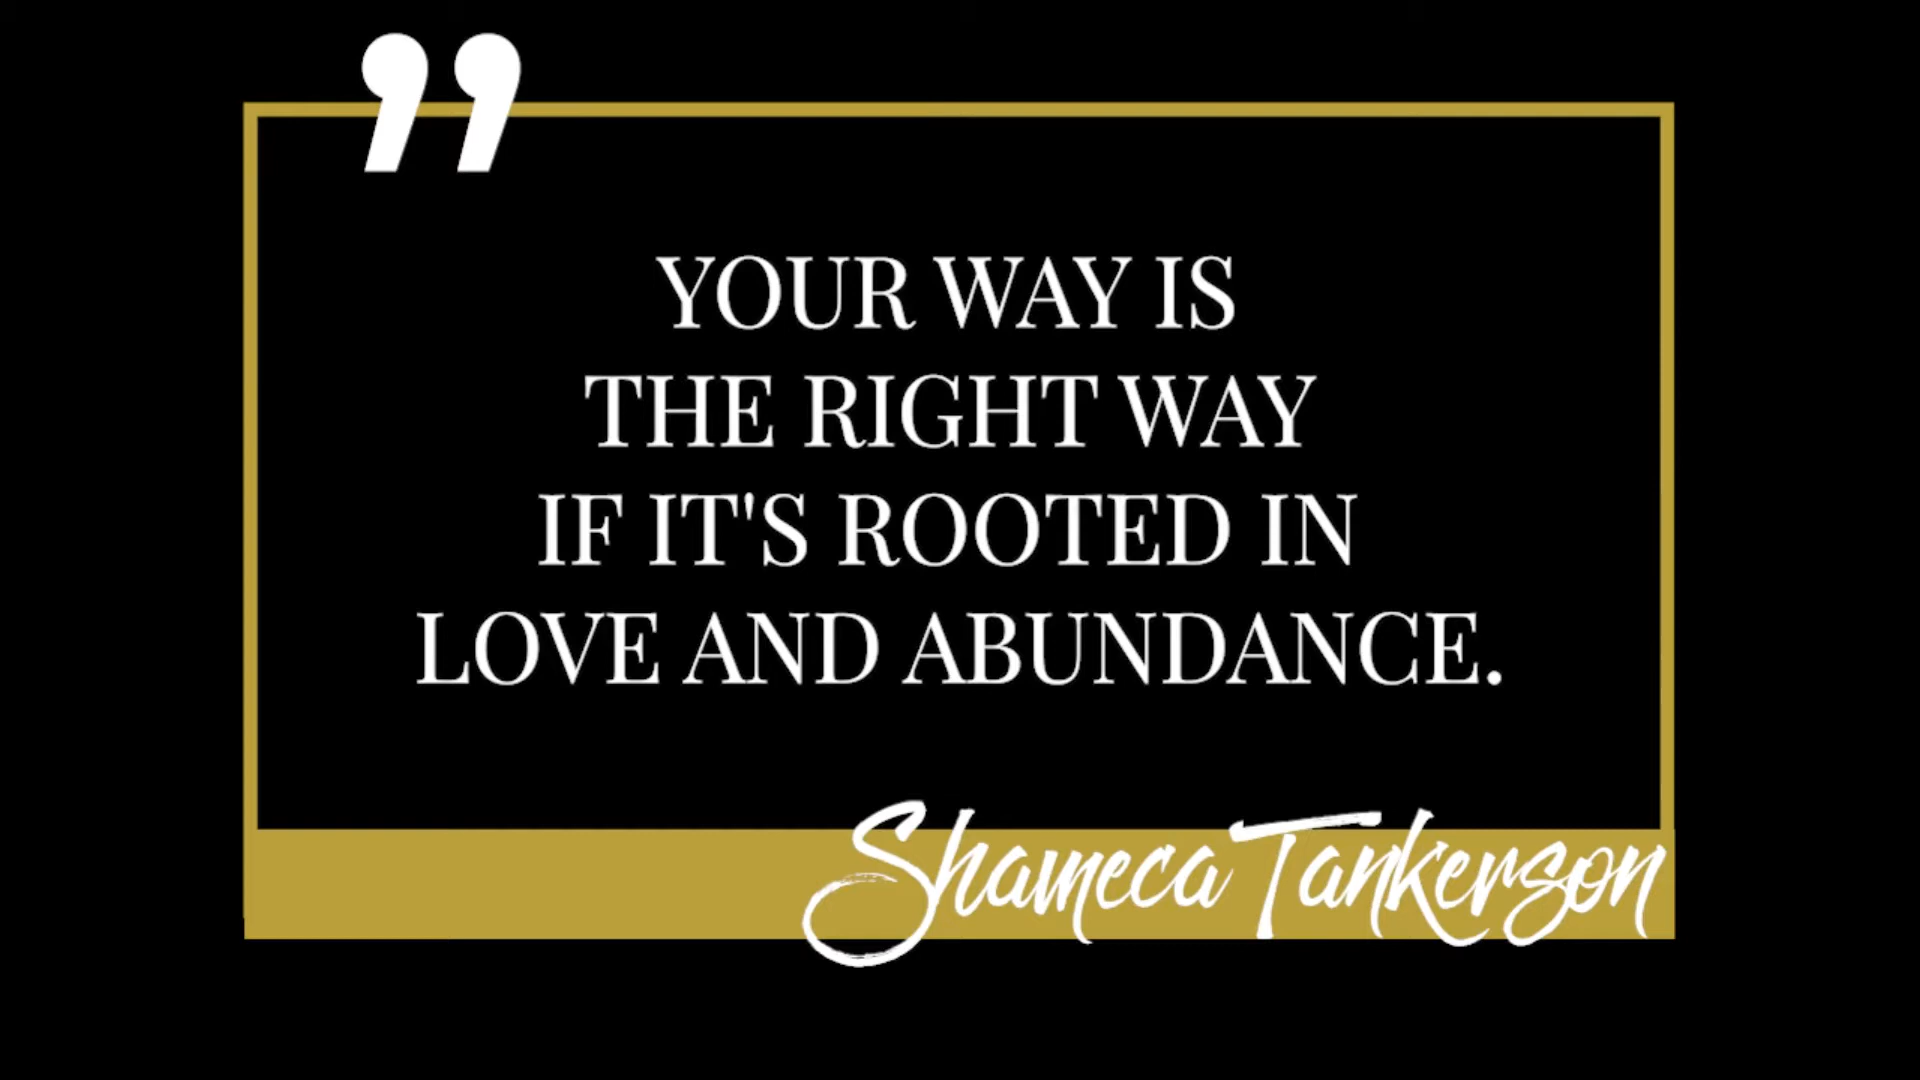 ”
YOUR WAY IS
THE RIGHT WAY
IF IT'S ROOTED IN
LOVE AND ABUNDANCE.
Shameca Tankerson